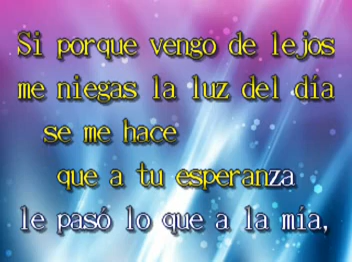 Si porque vengo de lejos
me niegas la luz del día
se me hace
que a tu esperanza
le pasó lo que a la mía,